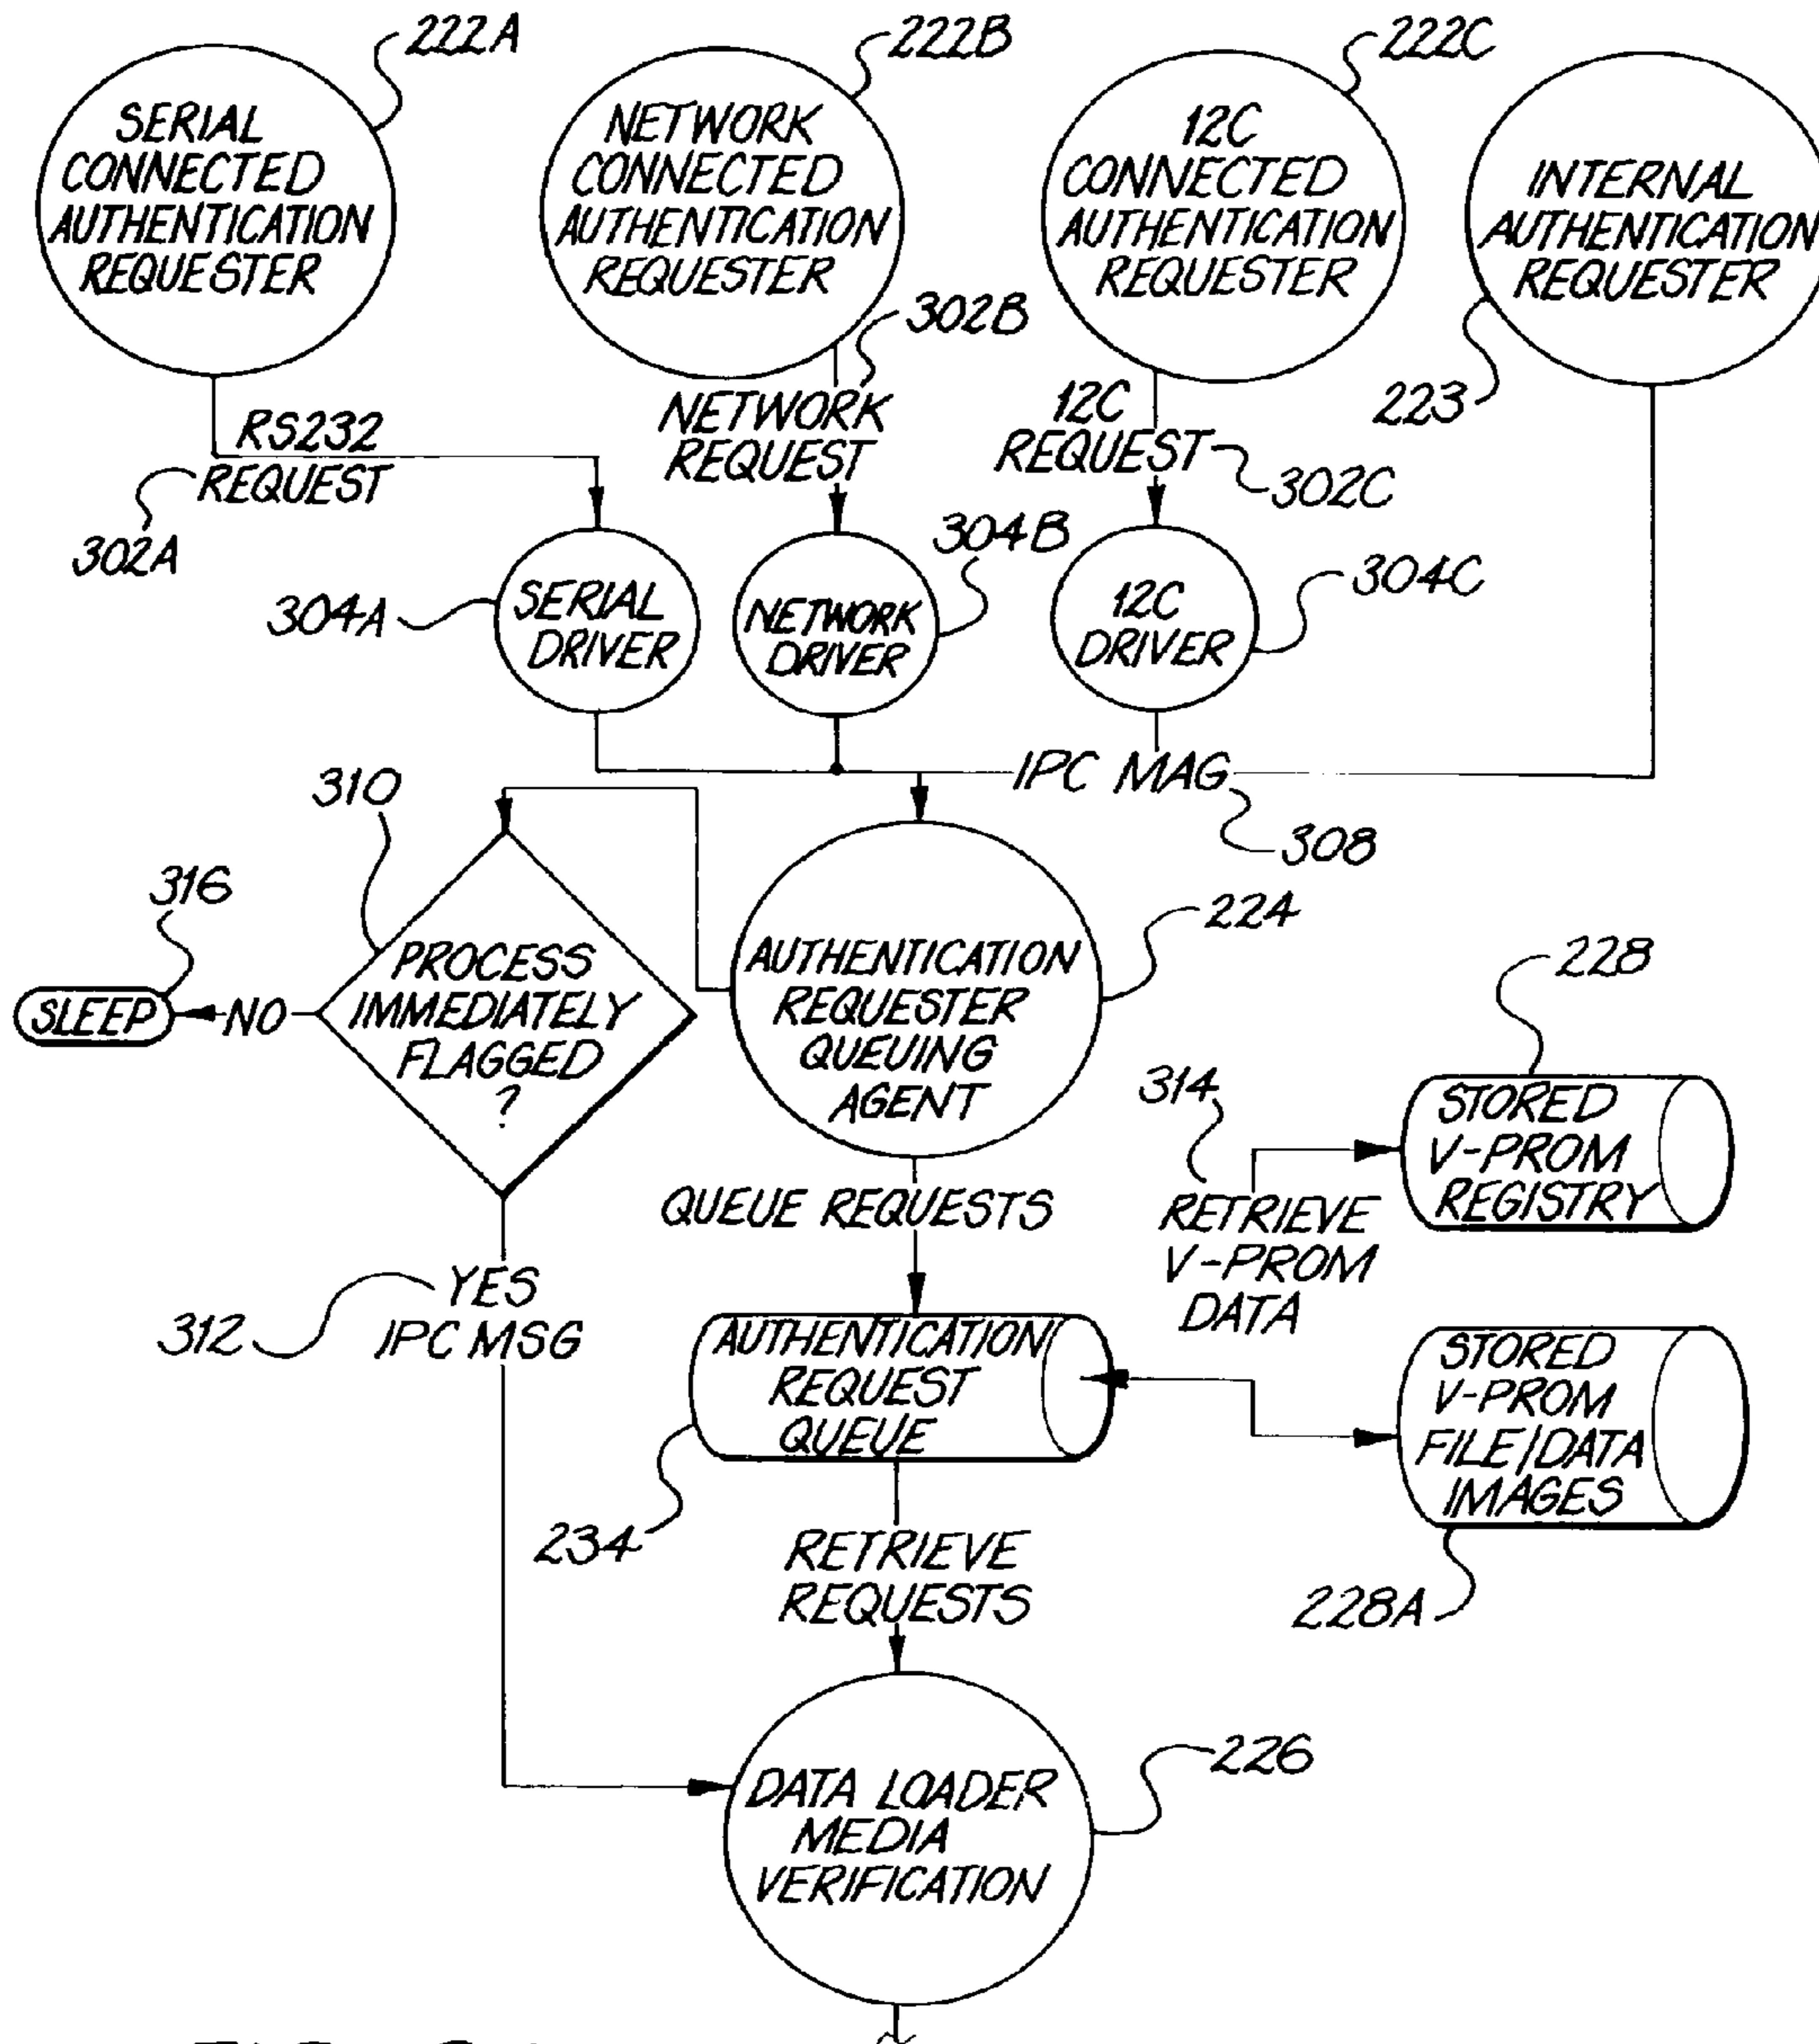 222A
222B
222C
SERIAL
CONNECTED
AUTHENTICATION
REQUESTER
NETWORK
CONNECTED
AUTHENTICATION
REQUESTER
12C
CONNECTED
AUTHENTICATION
REQUESTER
INTERNAL
AUTHENTICATION
REQUESTER
223
RS232
REQUEST
302A
302B
NETWORK
REQUEST
12C
REQUEST
302C
304A
SERIAL
DRIVER
304B
NETWORK
DRIVER
304C
12C
DRIVER
IPC MAG
308
310
316
SLEEP
NO
PROCESS
IMMEDIATELY
FLAGGED
?
224
AUTHENTICATION
REQUESTER
QUEUING
AGENT
228
STORED
V-PROM
REGISTRY
314
RETRIEVE
V-PROM
DATA
QUEUE REQUESTS
312
YES
IPC MSG
AUTHENTICATION
REQUEST
QUEUE
234
STORED
V-PROM
FILE/DATA
IMAGES
228A
RETRIEVE
REQUESTS
226
DATA LOADER
MEDIA
VERIFICATION